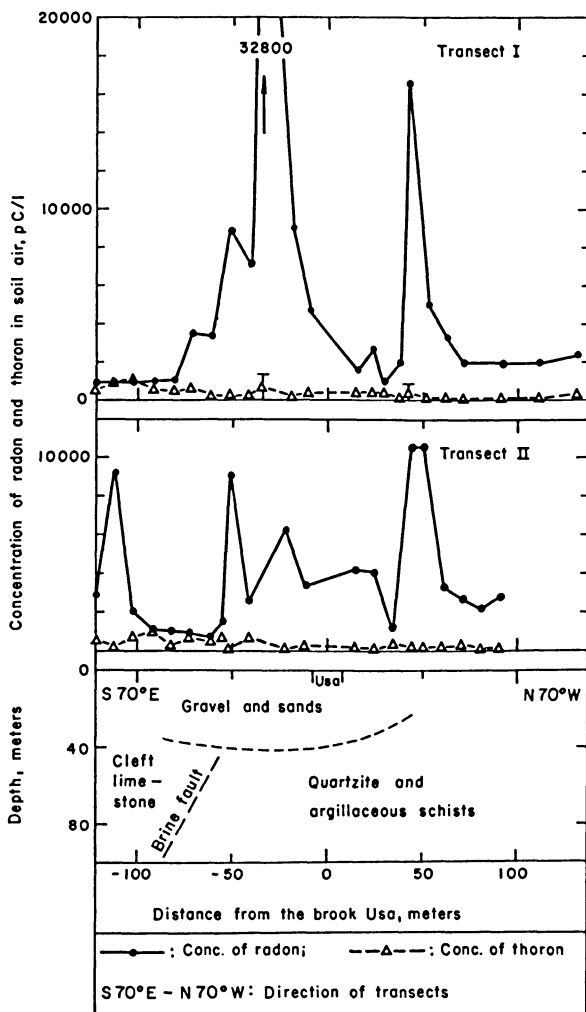 Concentration of radon and thoron in soil air, pC/l
20000
10000
0
32800
Transect I
10000
Transect II
Depth, meters
0
40
80
S 70°E
Usa
N 70°W
Gravel and sands
Cleft
lime-
stone
Brine fault
Quartzite and
argillaceous schists
-100
-50
0
50
100
Distance from the brook Usa, meters
: Conc. of radon;
: Conc. of thoron
S 70°E - N 70°W: Direction of transects